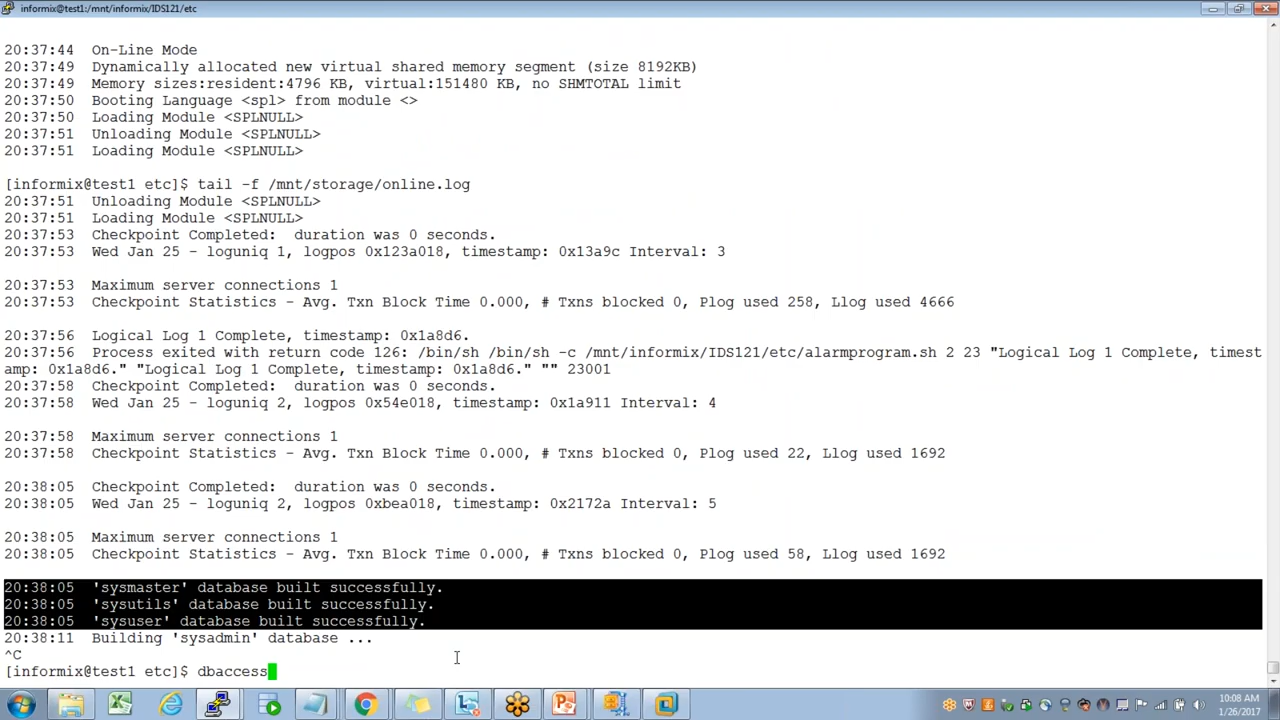 informix@test1:/mnt/informix/IDS121/etc
20:37:44  On-Line Mode
20:37:49  Dynamically allocated new virtual shared memory segment (size 8192KB)
20:37:49  Memory sizes:resident:4796 KB, virtual:151480 KB, no SHMTOTAL limit
20:37:50  Booting Language <spl> from module <>
20:37:50  Loading Module <SPLNULL>
20:37:51  Unloading Module <SPLNULL>
20:37:51  Loading Module <SPLNULL>
[informix@test1 etc]$ tail -f /mnt/storage/online.log
20:37:51  Unloading Module <SPLNULL>
20:37:51  Loading Module <SPLNULL>
20:37:53  Checkpoint Completed:  duration was 0 seconds.
20:37:53  Wed Jan 25 - loguniq 1, logpos 0x123a018, timestamp: 0x13a9c Interval: 3
20:37:53  Maximum server connections 1
20:37:53  Checkpoint Statistics - Avg. Txn Block Time 0.000, # Txns blocked 0, Plog used 258, Llog used 4666
20:37:56  Logical Log 1 Complete, timestamp: 0x1a8d6.
20:37:56  Process exited with return code 126: /bin/sh /bin/sh -c /mnt/informix/IDS121/etc/alarmprogram.sh 2 23 "Logical Log 1 Complete, timest
amp: 0x1a8d6." "Logical Log 1 Complete, timestamp: 0x1a8d6." "" 23001
20:37:58  Checkpoint Completed:  duration was 0 seconds.
20:37:58  Wed Jan 25 - loguniq 2, logpos 0x54e018, timestamp: 0x1a911 Interval: 4
20:37:58  Maximum server connections 1
20:37:58  Checkpoint Statistics - Avg. Txn Block Time 0.000, # Txns blocked 0, Plog used 22, Llog used 1692
20:38:05  Checkpoint Completed:  duration was 0 seconds.
20:38:05  Wed Jan 25 - loguniq 2, logpos 0xbea018, timestamp: 0x2172a Interval: 5
20:38:05  Maximum server connections 1
20:38:05  Checkpoint Statistics - Avg. Txn Block Time 0.000, # Txns blocked 0, Plog used 58, Llog used 1692
20:38:05  'sysmaster' database built successfully.
20:38:05  'sysutils' database built successfully.
20:38:05  'sysuser' database built successfully.
20:38:11  Building 'sysadmin' database ...
^C
[informix@test1 etc]$ dbaccess
10:08 AM
1/26/2017